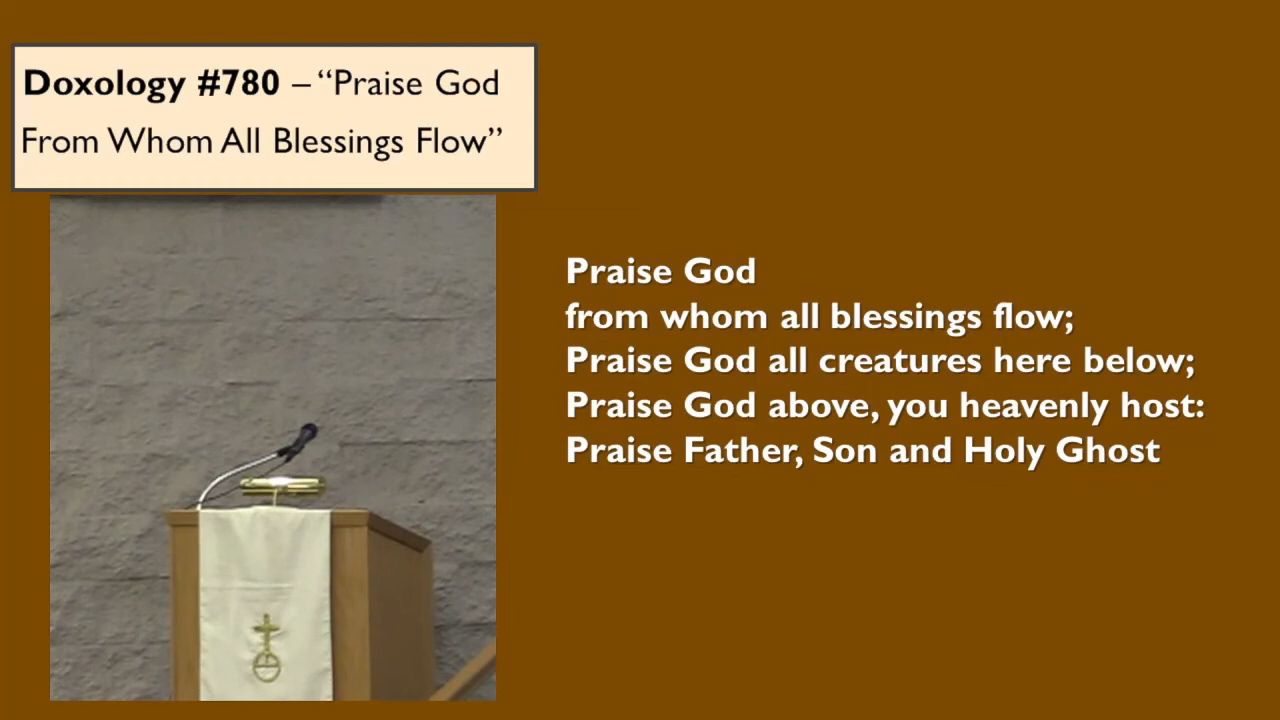 Doxology #780 – “Praise God
From Whom All Blessings Flow”
Praise God
from whom all blessings flow;
Praise God all creatures here below;
Praise God above, you heavenly host:
Praise Father, Son and Holy Ghost